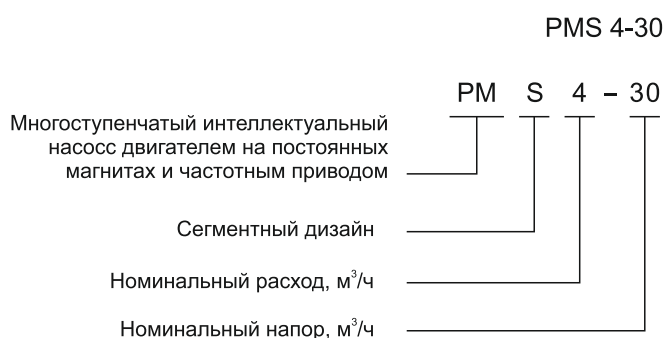 PMS 4-30
PM S 4 – 30
Многоступенчатый интеллектуальный
насосс двигателем на постоянных
магнитах и частотным приводом
Сегментный дизайн
Номинальный расход, м³/ч
Номинальный напор, м³/ч